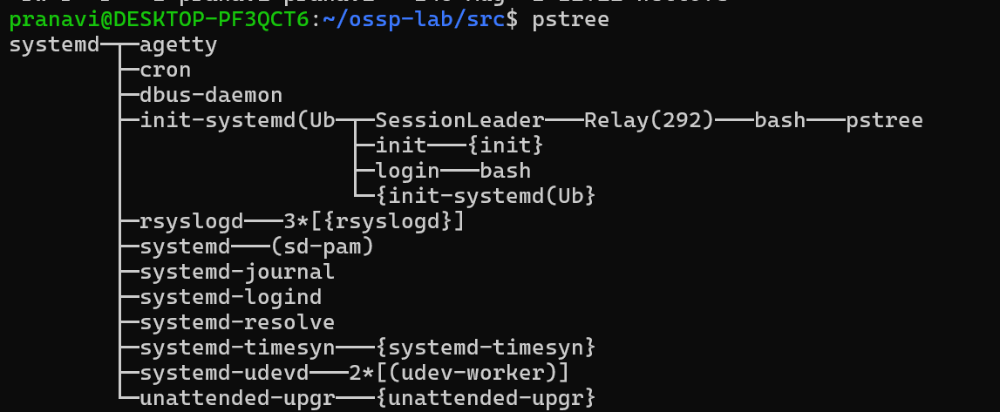 pranavi@DESKTOP-PF3QCT6:~/ossp-lab/src$ pstree
systemd─┬─agetty
        ├─cron
        ├─dbus-daemon
        ├─init-systemd(Ub─┬─SessionLeader───Relay(292)───bash───pstree
        │                 ├─init───{init}
        │                 ├─login───bash
        │                 └─{init-systemd(Ub}
        ├─rsyslogd───3*[{rsyslogd}]
        ├─systemd───(sd-pam)
        ├─systemd-journal
        ├─systemd-logind
        ├─systemd-resolve
        ├─systemd-timesyn───{systemd-timesyn}
        ├─systemd-udevd───2*[(udev-worker)]
        └─unattended-upgr───{unattended-upgr}